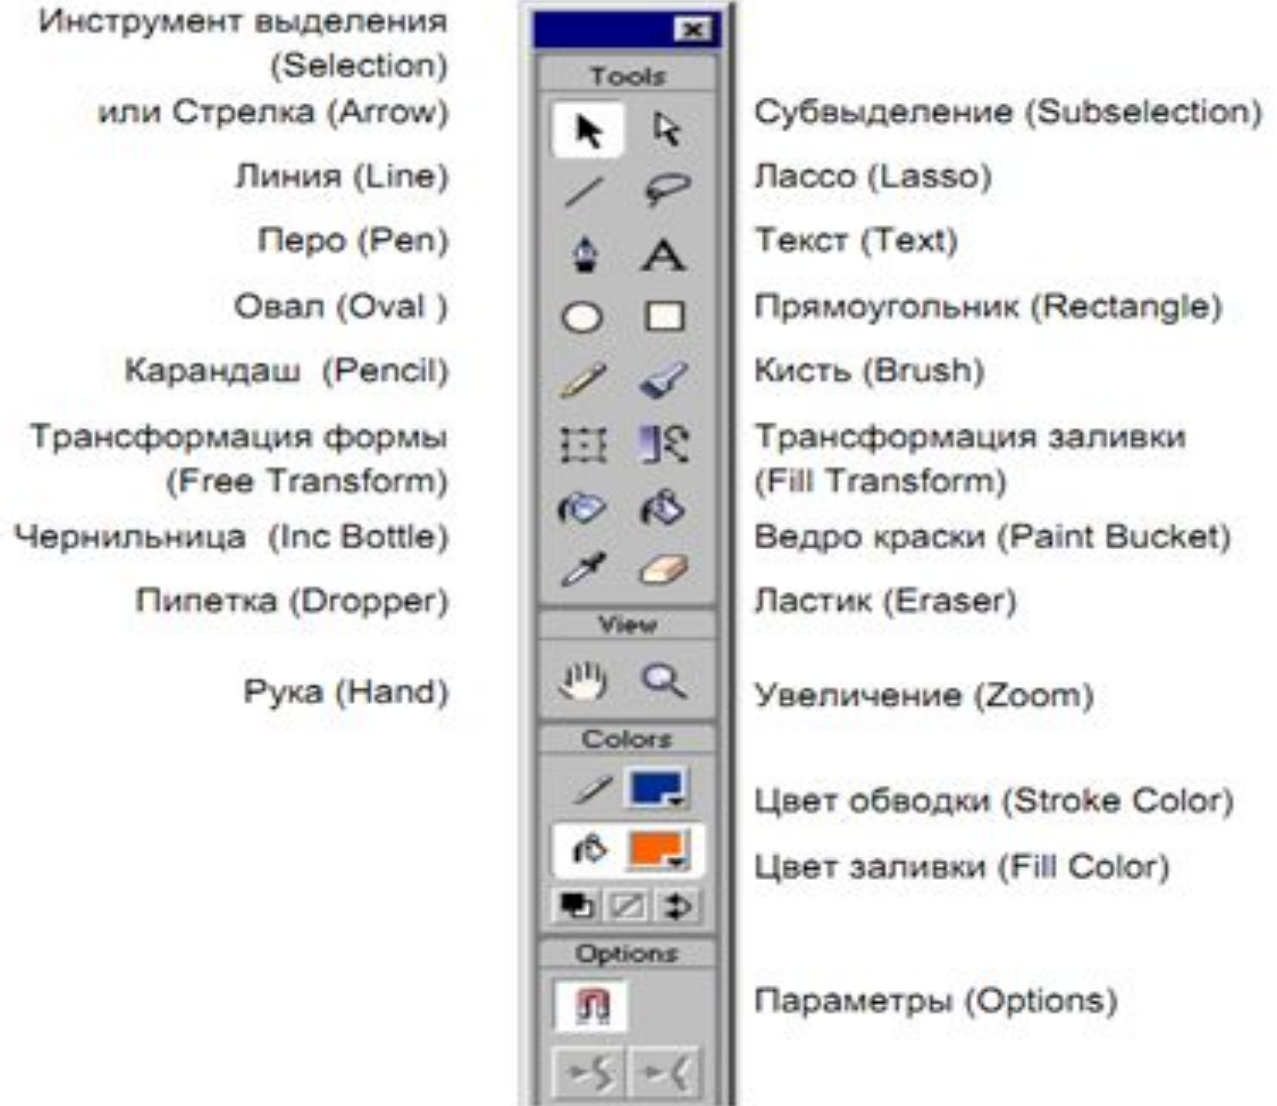 Инструмент выделения
(Selection)
или Стрелка (Arrow)
Линия (Line)
Перо (Pen)
Овал (Oval )
Карандаш  (Pencil)
Трансформация формы
(Free Transform)
Чернильница  (Inc Bottle)
Пипетка (Dropper)
Рука (Hand)
Tools
View
Colors
Options
Субвыделение (Subselection)
Лассо (Lasso)
Текст (Text)
Прямоугольник (Rectangle)
Кисть (Brush)
Трансформация заливки
(Fill Transform)
Ведро краски (Paint Bucket)
Ластик (Eraser)
Увеличение (Zoom)
Цвет обводки (Stroke Color)
Цвет заливки (Fill Color)
Параметры (Options)